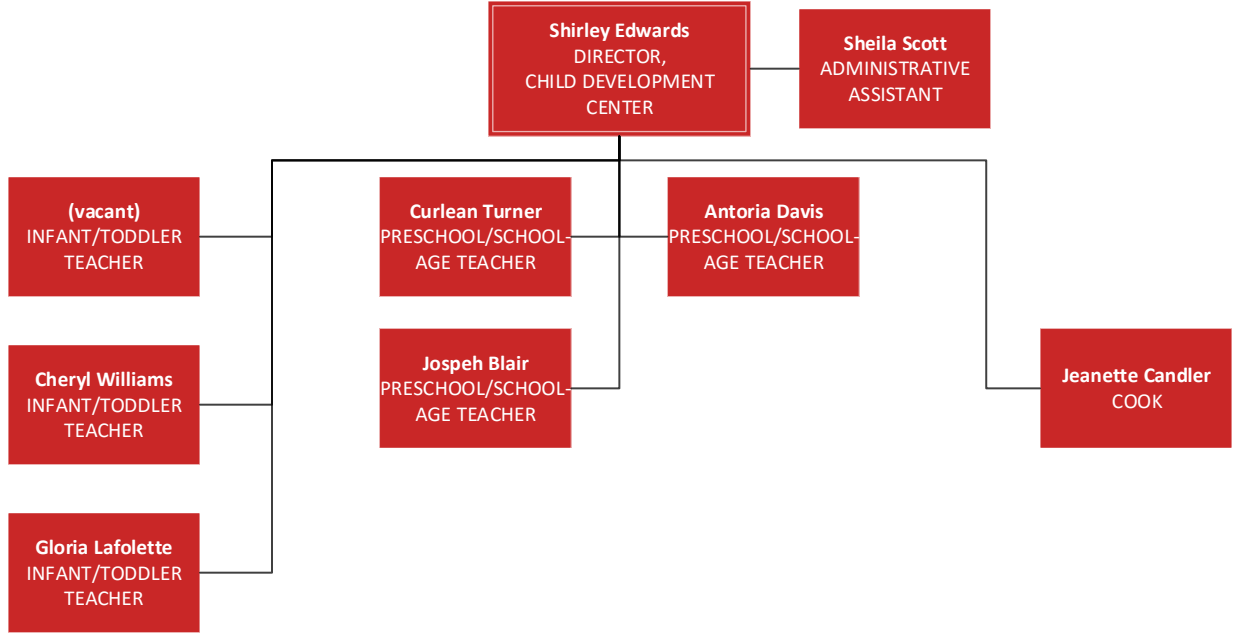 Shirley Edwards
DIRECTOR,
CHILD DEVELOPMENT
CENTER
Sheila Scott
ADMINISTRATIVE
ASSISTANT
(vacant)
INFANT/TODDLER
TEACHER
Curlean Turner
PRESCHOOL/SCHOOL-
AGE TEACHER
Antoria Davis
PRESCHOOL/SCHOOL-
AGE TEACHER
Cheryl Williams
INFANT/TODDLER
TEACHER
Jospeh Blair
PRESCHOOL/SCHOOL-
AGE TEACHER
Jeanette Candler
COOK
Gloria Lafolette
INFANT/TODDLER
TEACHER